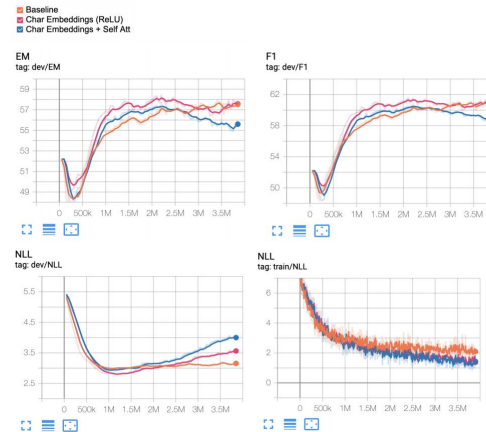 Baseline
Char Embeddings (ReLU)
Char Embeddings + Self Att
EM
tag: dev/EM
59
57
55
53
51
49
0 500k 1M 1.5M 2M 2.5M 3M 3.5M
F1
tag: dev/F1
62
58
54
50
0 500k 1M 1.5M 2M 2.5M 3M 3.5M
NLL
tag: dev/NLL
5.5
4.5
3.5
2.5
0 500k 1M 1.5M 2M 2.5M 3M 3.5M
NLL
tag: train/NLL
6
4
2
0
0 500k 1M 1.5M 2M 2.5M 3M 3.5M